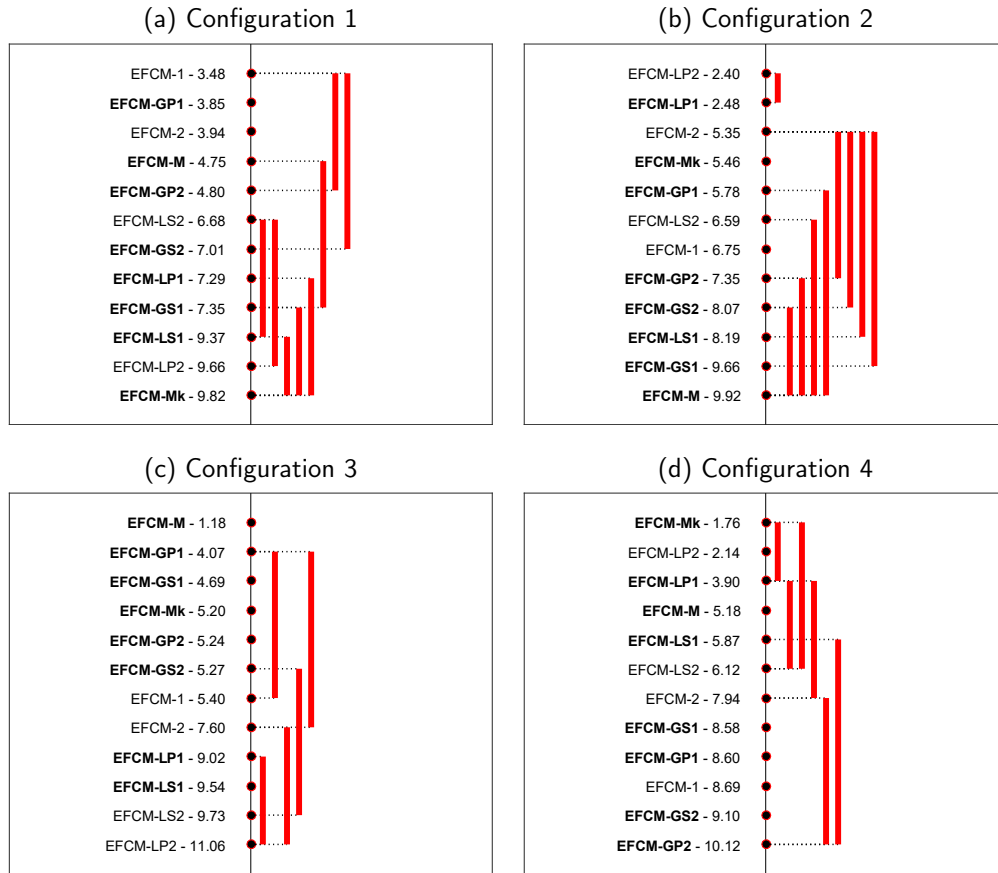 (a) Configuration 1
EFCM-1 - 3.48
EFCM-GP1 - 3.85
EFCM-2 - 3.94
EFCM-M - 4.75
EFCM-GP2 - 4.80
EFCM-LS2 - 6.68
EFCM-GS2 - 7.01
EFCM-LP1 - 7.29
EFCM-GS1 - 7.35
EFCM-LS1 - 9.37
EFCM-LP2 - 9.66
EFCM-Mk - 9.82
(b) Configuration 2
EFCM-LP2 - 2.40
EFCM-LP1 - 2.48
EFCM-2 - 5.35
EFCM-Mk - 5.46
EFCM-GP1 - 5.78
EFCM-LS2 - 6.59
EFCM-1 - 6.75
EFCM-GP2 - 7.35
EFCM-GS2 - 8.07
EFCM-LS1 - 8.19
EFCM-GS1 - 9.66
EFCM-M - 9.92
(c) Configuration 3
EFCM-M - 1.18
EFCM-GP1 - 4.07
EFCM-GS1 - 4.69
EFCM-Mk - 5.20
EFCM-GP2 - 5.24
EFCM-GS2 - 5.27
EFCM-1 - 5.40
EFCM-2 - 7.60
EFCM-LP1 - 9.02
EFCM-LS1 - 9.54
EFCM-LS2 - 9.73
EFCM-LP2 - 11.06
(d) Configuration 4
EFCM-Mk - 1.76
EFCM-LP2 - 2.14
EFCM-LP1 - 3.90
EFCM-M - 5.18
EFCM-LS1 - 5.87
EFCM-LS2 - 6.12
EFCM-2 - 7.94
EFCM-GS1 - 8.58
EFCM-GP1 - 8.60
EFCM-1 - 8.69
EFCM-GS2 - 9.10
EFCM-GP2 - 10.12